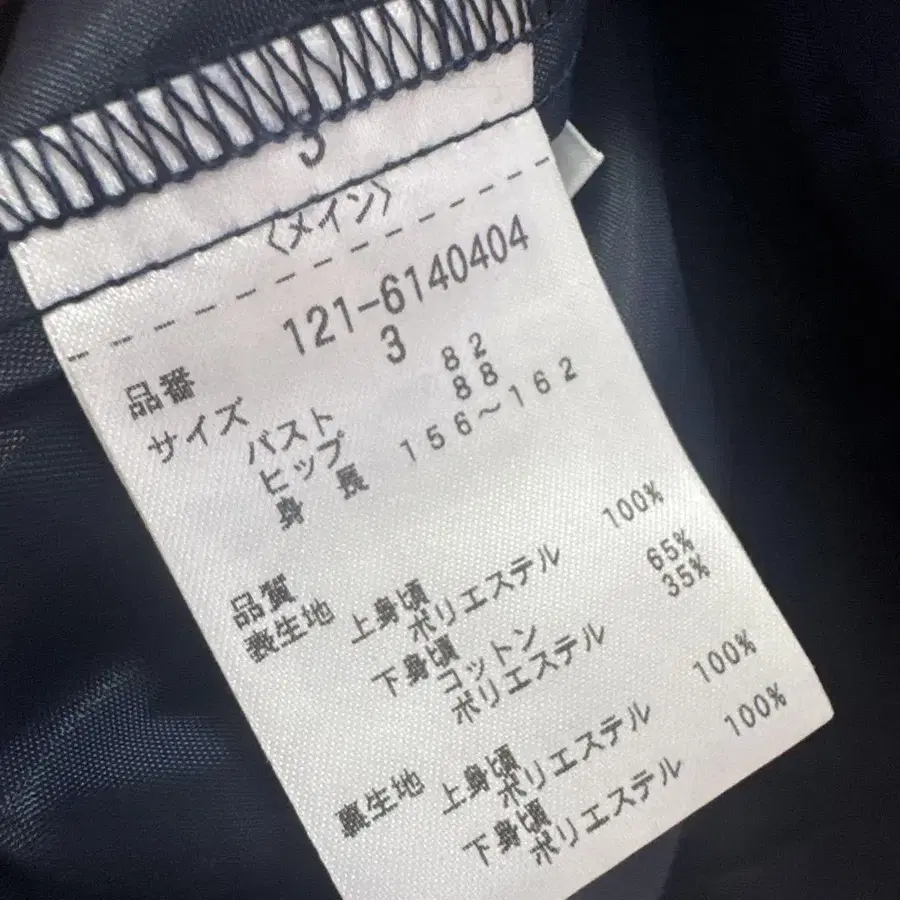 3
〈メイン〉
品番 121-6140404
サイズ 3
バスト 82
ヒップ 88
身長 156〜162
品質
表生地 上身頃
ポリエステル 100%
下身頃
コットン 65%
ポリエステル 35%
裏生地 上身頃
ポリエステル 100%
下身頃
ポリエステル 100%